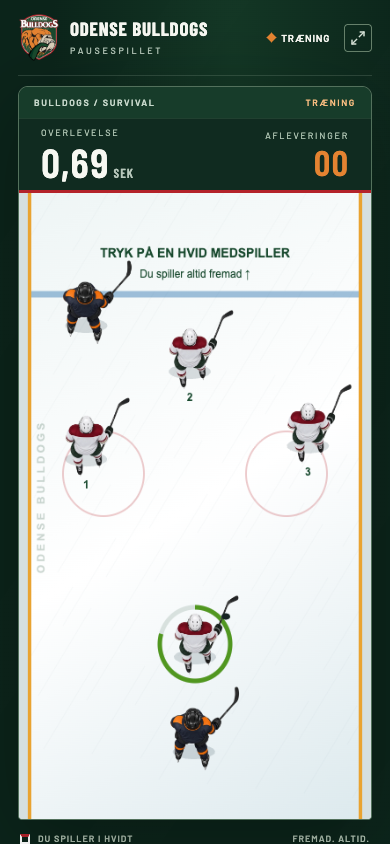 BULLDOGS
ODENSE BULLDOGS
PAUSESPILLET
TRÆNING
BULLDOGS / SURVIVAL
TRÆNING
OVERLEVELSE
AFLEVERINGER
0,69 SEK
00
TRYK PÅ EN HVID MEDSPILLER
Du spiller altid fremad ↑
2
1
3
ODENSE BULLDOGS
DU SPILLER I HVIDT
FREMAD. ALTID.